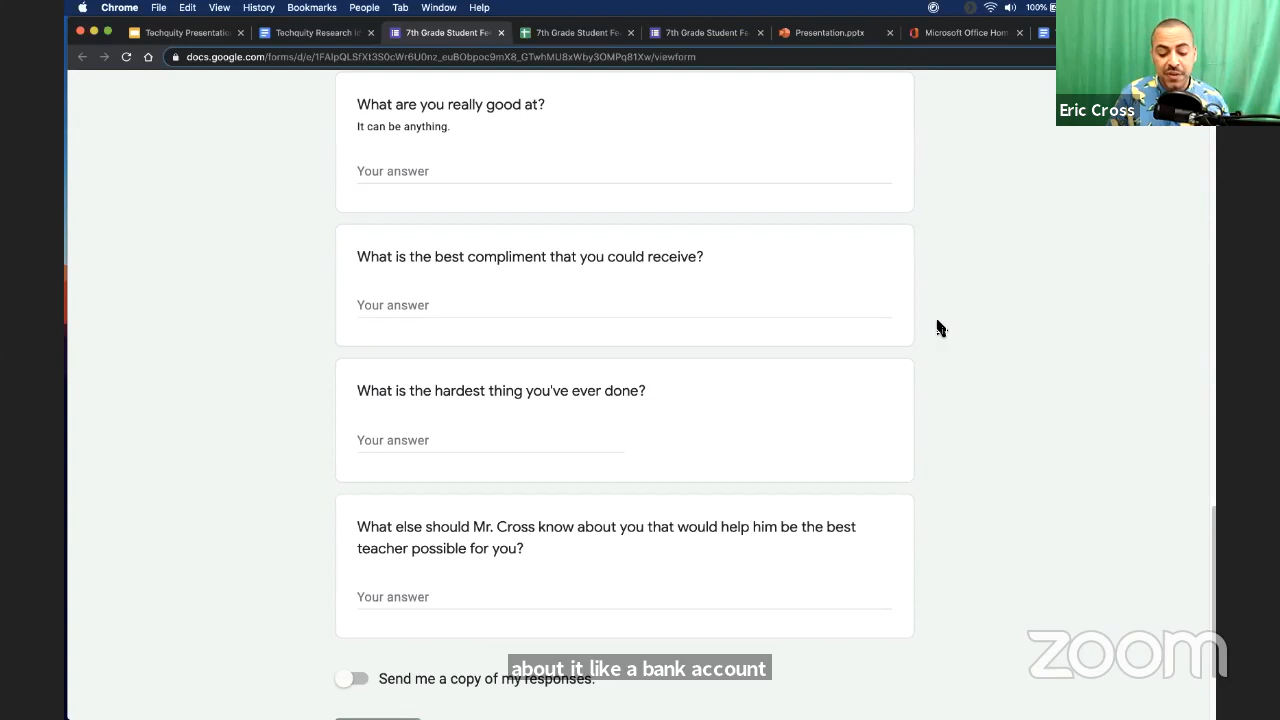 Chrome File Edit View History Bookmarks People Tab Window Help 100%
Techquity Presentatio
Techquity Research I
7th Grade Student Fe
7th Grade Student Fe
7th Grade Student Fe
Presentation.pptx
Microsoft Office Hom
docs.google.com/forms/d/e/1FAIpQLSfXt3S0cWr6U0nz_euBObpoc9mX8_GTwhMU8xWby3OMPq81Xw/viewform
Eric Cross
What are you really good at?
It can be anything.
Your answer
What is the best compliment that you could receive?
Your answer
What is the hardest thing you've ever done?
Your answer
What else should Mr. Cross know about you that would help him be the best
teacher possible for you?
Your answer
about it like a bank account
Send me a copy of my responses.
zoom